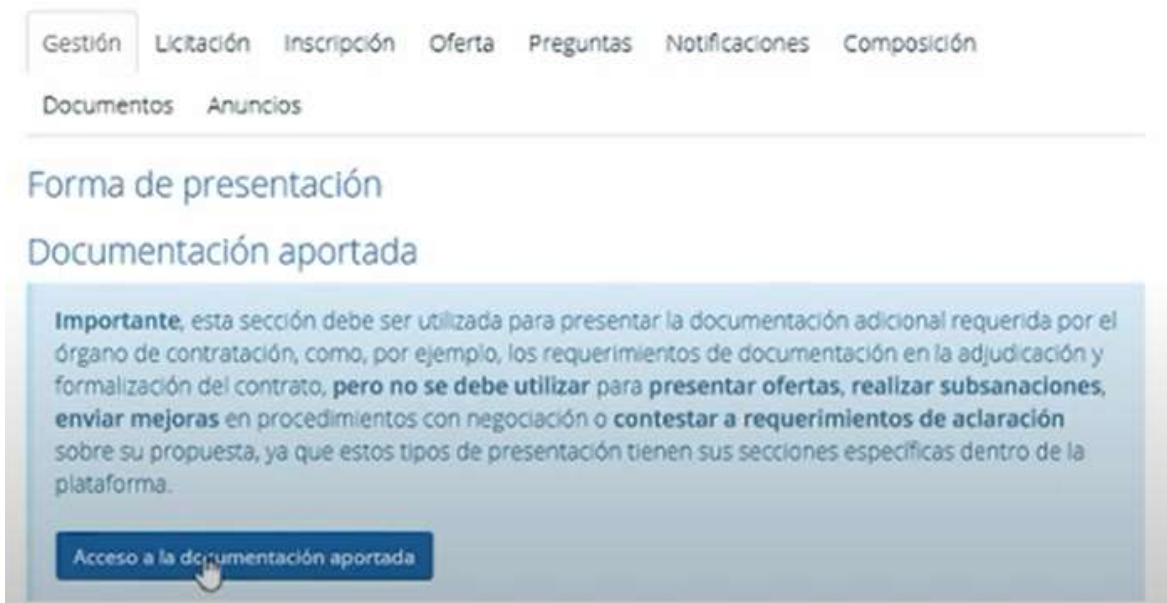 Gestión Licitación Inscripción Oferta Preguntas Notificaciones Composición
Documentos Anuncios
Forma de presentación
Documentación aportada
Importante, esta sección debe ser utilizada para presentar la documentación adicional requerida por el
órgano de contratación, como, por ejemplo, los requerimientos de documentación en la adjudicación y
formalización del contrato, pero no se debe utilizar para presentar ofertas, realizar subsanaciones,
enviar mejoras en procedimientos con negociación o contestar a requerimientos de aclaración
sobre su propuesta, ya que estos tipos de presentación tienen sus secciones específicas dentro de la
plataforma.
Acceso a la documentación aportada